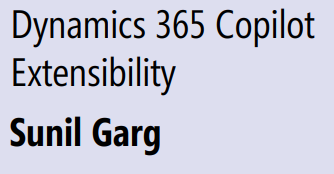 Dynamics 365 Copilot
Extensibility
Sunil Garg